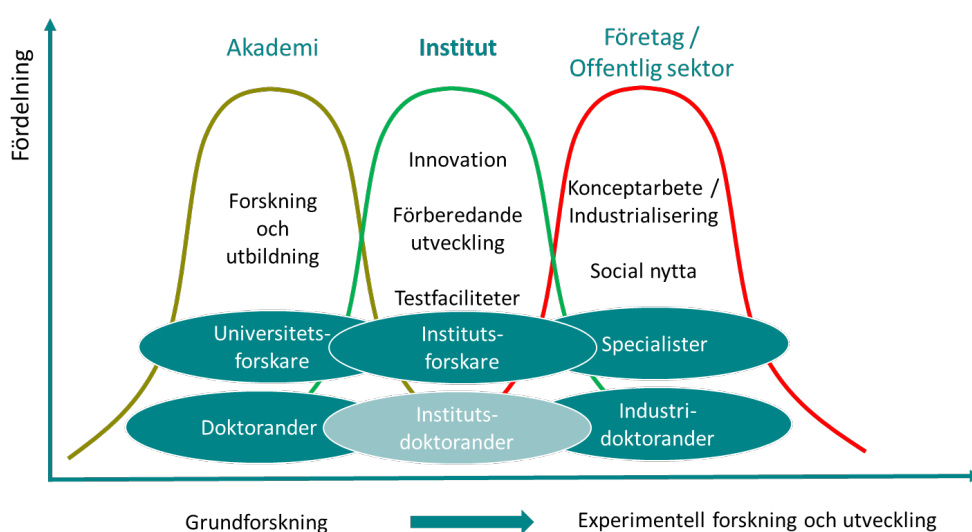 Fördelning
Akademi
Institut
Företag /
Offentlig sektor
Forskning
och
utbildning
Innovation
Förberedande
utveckling
Testfaciliteter
Konceptarbete /
Industrialisering
Social nytta
Universitets-
forskare
Instituts-
forskare
Specialister
Doktorander
Instituts-
doktorander
Industri-
doktorander
Grundforskning
Experimentell forskning och utveckling